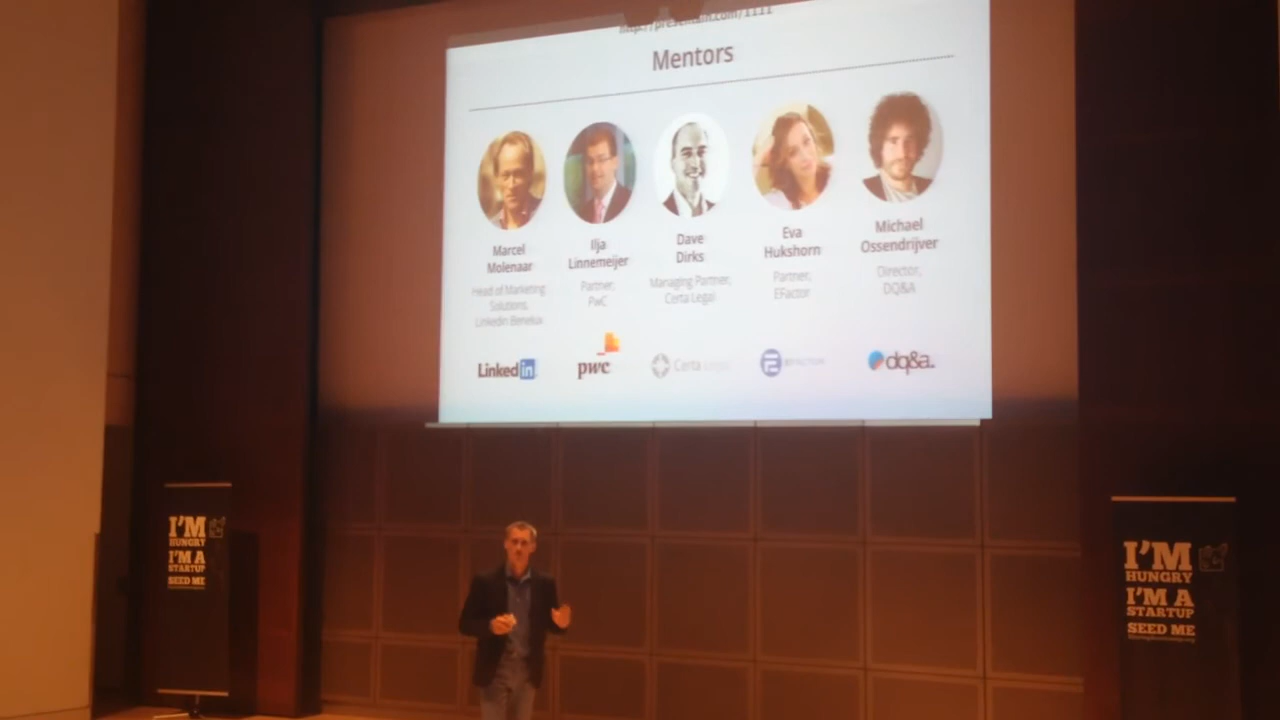 Mentors
Marcel
Molenaar
Head of Marketing
Solutions,
Linkedin Benelux
Linkedin
Ilja
Linnemeijer
Partner,
PwC
pwc
Dave
Dirks
Managing Partner,
Certa Legal
Certa Legal
Eva
Hukshorn
Partner,
EFactor
Michael
Ossendrijver
Director,
DQ&A
dq&a.
I'M
HUNGRY
I'M A
STARTUP
SEED ME
I'M
HUNGRY
I'M A
STARTUP
SEED ME